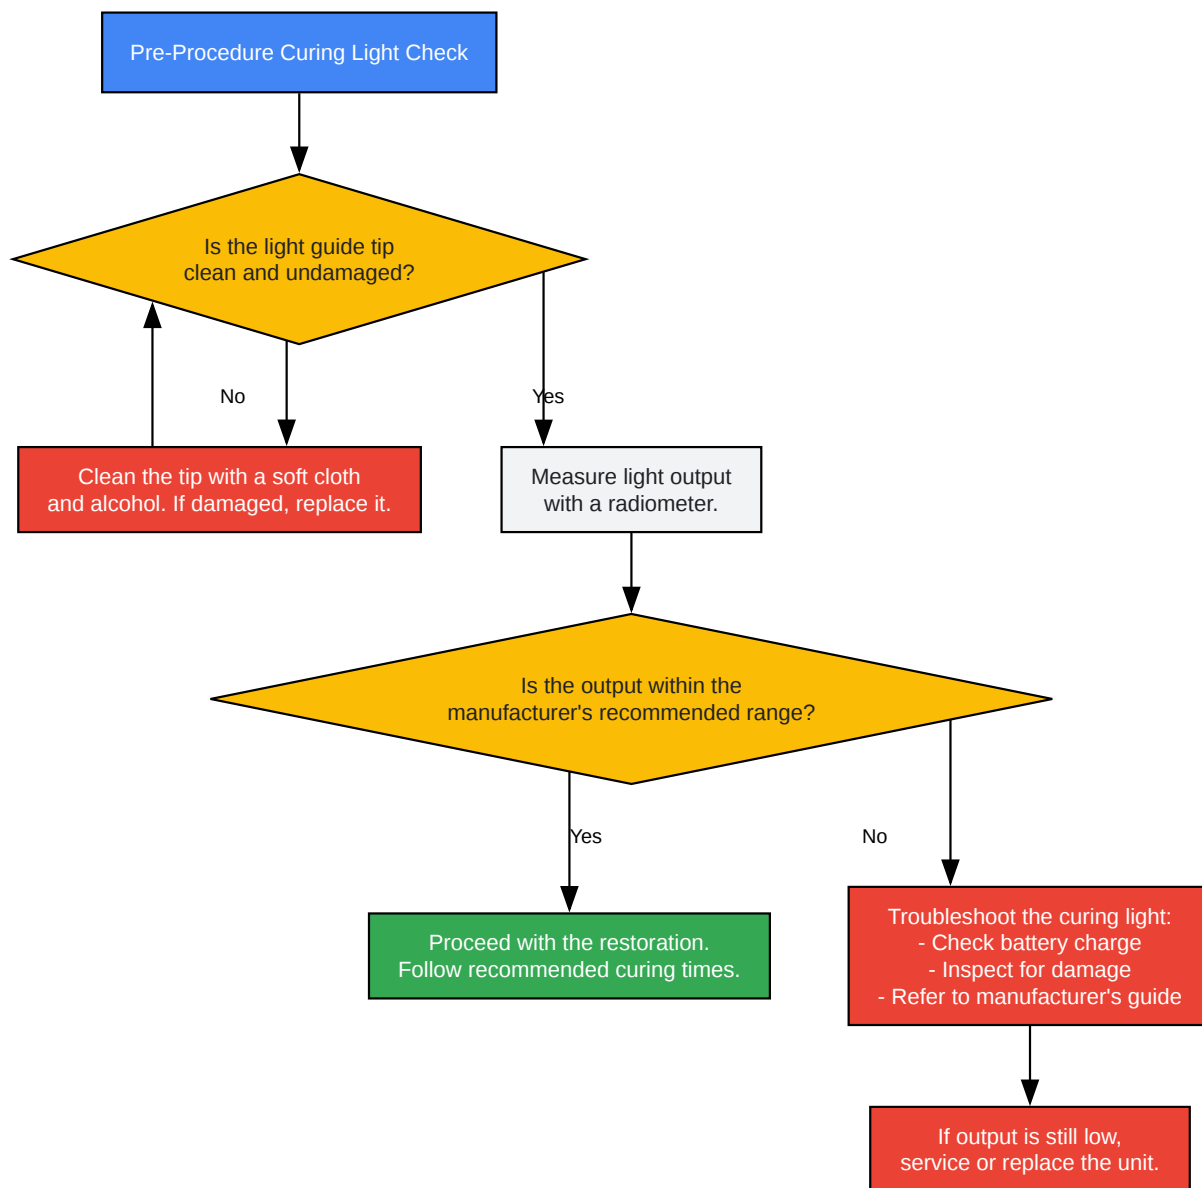 Pre-Procedure Curing Light Check
Is the light guide tip
clean and undamaged?
No
Yes
Clean the tip with a soft cloth
and alcohol. If damaged, replace it.
Measure light output
with a radiometer.
Is the output within the
manufacturer's recommended range?
Yes
No
Proceed with the restoration.
Follow recommended curing times.
Troubleshoot the curing light:
- Check battery charge
- Inspect for damage
- Refer to manufacturer's guide
If output is still low,
service or replace the unit.